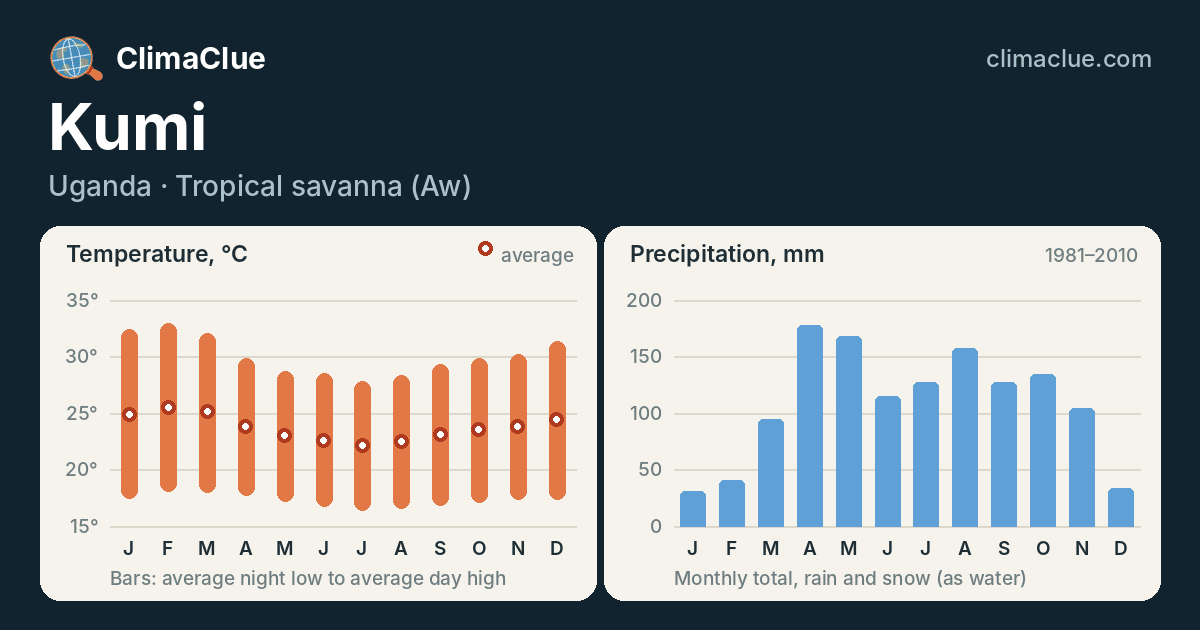 ClimaClue
climaclue.com
Kumi
Uganda · Tropical savanna (Aw)
Temperature, °C
average
35°
30°
25°
20°
15°
J F M A M J J A S O N D
Bars: average night low to average day high
Precipitation, mm
1981–2010
200
150
100
50
0
J F M A M J J A S O N D
Monthly total, rain and snow (as water)